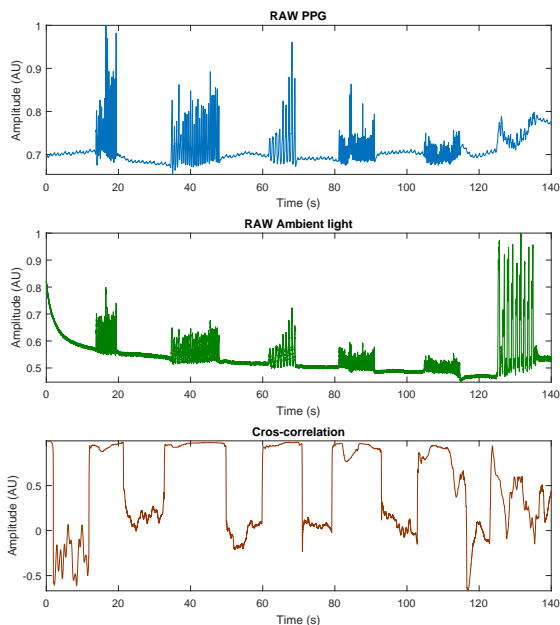 RAW PPG
1
0.9
0.8
0.7
Amplitude (AU)
0 20 40 60 80 100 120 140
Time (s)
RAW Ambient light
1
0.9
0.8
0.7
0.6
0.5
Amplitude (AU)
0 20 40 60 80 100 120 140
Time (s)
Cros-correlation
0.5
0
-0.5
Amplitude (AU)
0 20 40 60 80 100 120 140
Time (s)